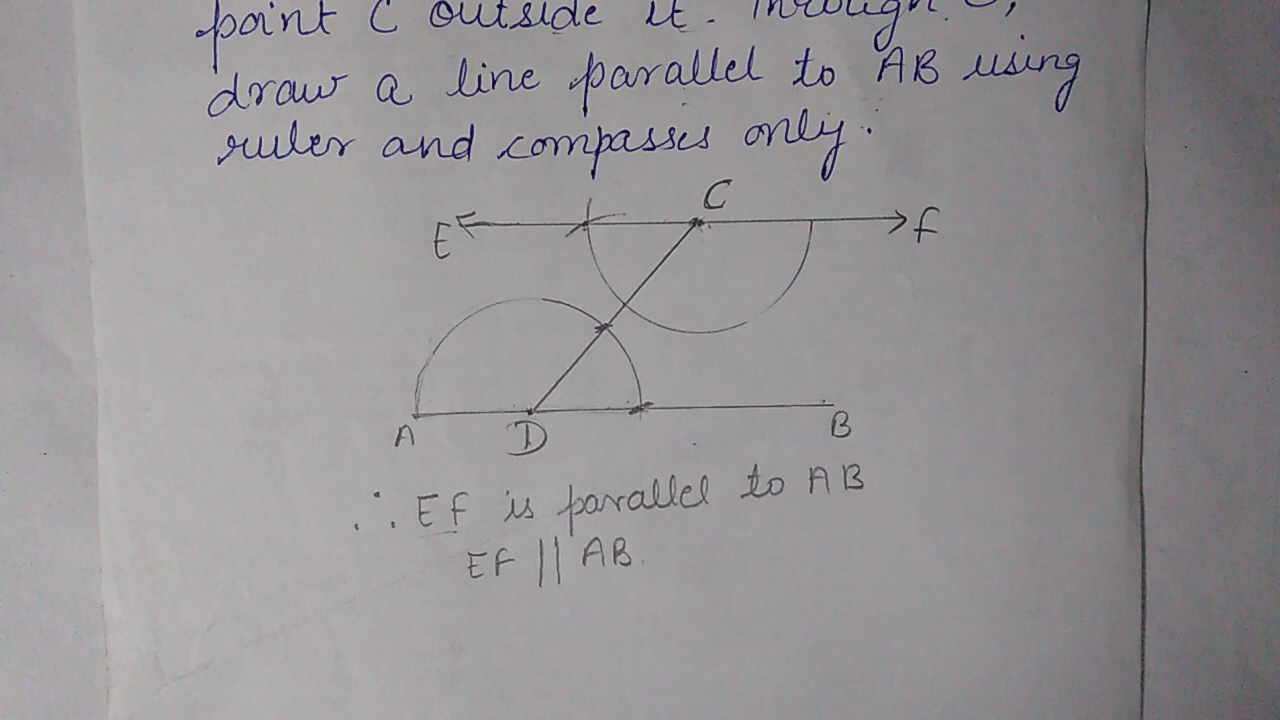 point C outside it. Through C,
draw a line parallel to AB using
ruler and compasses only.
C
E F
A D B
∴ EF is parallel to AB
EF || AB.